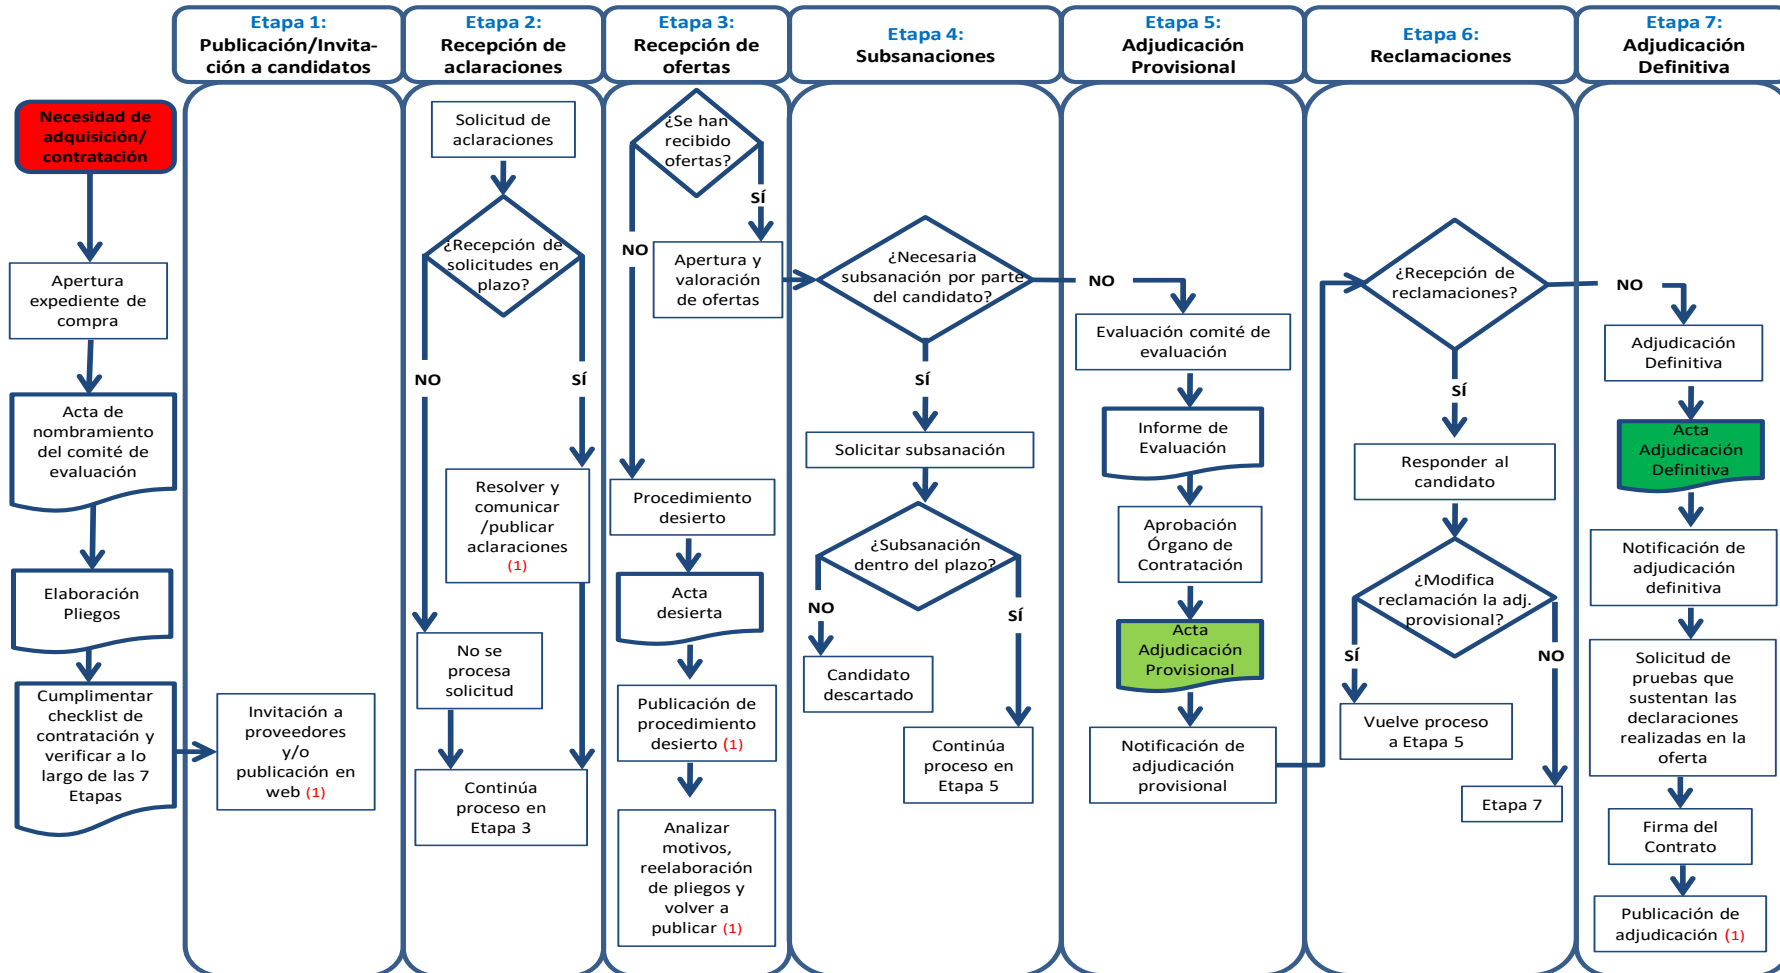 Etapa 1:
Publicación/Invita-
ción a candidatos
Etapa 2:
Recepción de
aclaraciones
Etapa 3:
Recepción de
ofertas
Etapa 4:
Subsanaciones
Etapa 5:
Adjudicación
Provisional
Etapa 6:
Reclamaciones
Etapa 7:
Adjudicación
Definitiva
Necesidad de
adquisición/
contratación
Apertura
expediente de
compra
Acta de
nombramiento
del comité de
evaluación
Elaboración
Pliegos
Cumplimentar
checklist de
contratación y
verificar a lo
largo de las 7
Etapas
Invitación a
proveedores
y/o
publicación en
web (1)
Solicitud de
aclaraciones
¿Recepción de
solicitudes en
plazo?
NO
SÍ
Resolver y
comunicar
/publicar
aclaraciones
(1)
No se
procesa
solicitud
Continúa
proceso en
Etapa 3
¿Se han
recibido
ofertas?
SÍ
NO
Apertura y
valoración
de ofertas
Procedimiento
desierto
Acta
desierta
Publicación de
procedimiento
desierto (1)
Analizar
motivos,
reelaboración
de pliegos y
volver a
publicar (1)
¿Necesaria
subsanación por parte
del candidato?
NO
SÍ
Solicitar subsanación
¿Subsanación
dentro del plazo?
NO
SÍ
Candidato
descartado
Continúa
proceso en
Etapa 5
Evaluación comité de
evaluación
Informe de
Evaluación
Aprobación
Órgano de
Contratación
Acta
Adjudicación
Provisional
Notificación de
adjudicación
provisional
¿Recepción de
reclamaciones?
NO
SÍ
Responder al
candidato
¿Modifica
reclamación la adj.
provisional?
SÍ
NO
Vuelve proceso
a Etapa 5
Etapa 7
Adjudicación
Definitiva
Acta
Adjudicación
Definitiva
Notificación de
adjudicación
definitiva
Solicitud de
pruebas que
sustentan las
declaraciones
realizadas en la
oferta
Firma del
Contrato
Publicación de
adjudicación (1)